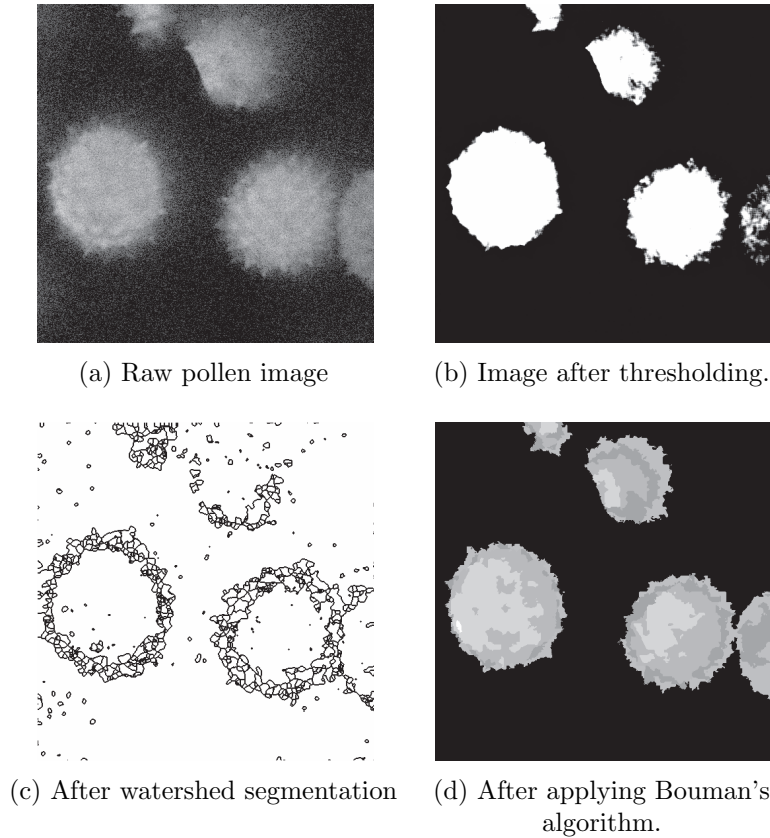 (a) Raw pollen image
(b) Image after thresholding.
(c) After watershed segmentation
(d) After applying Bouman's
algorithm.